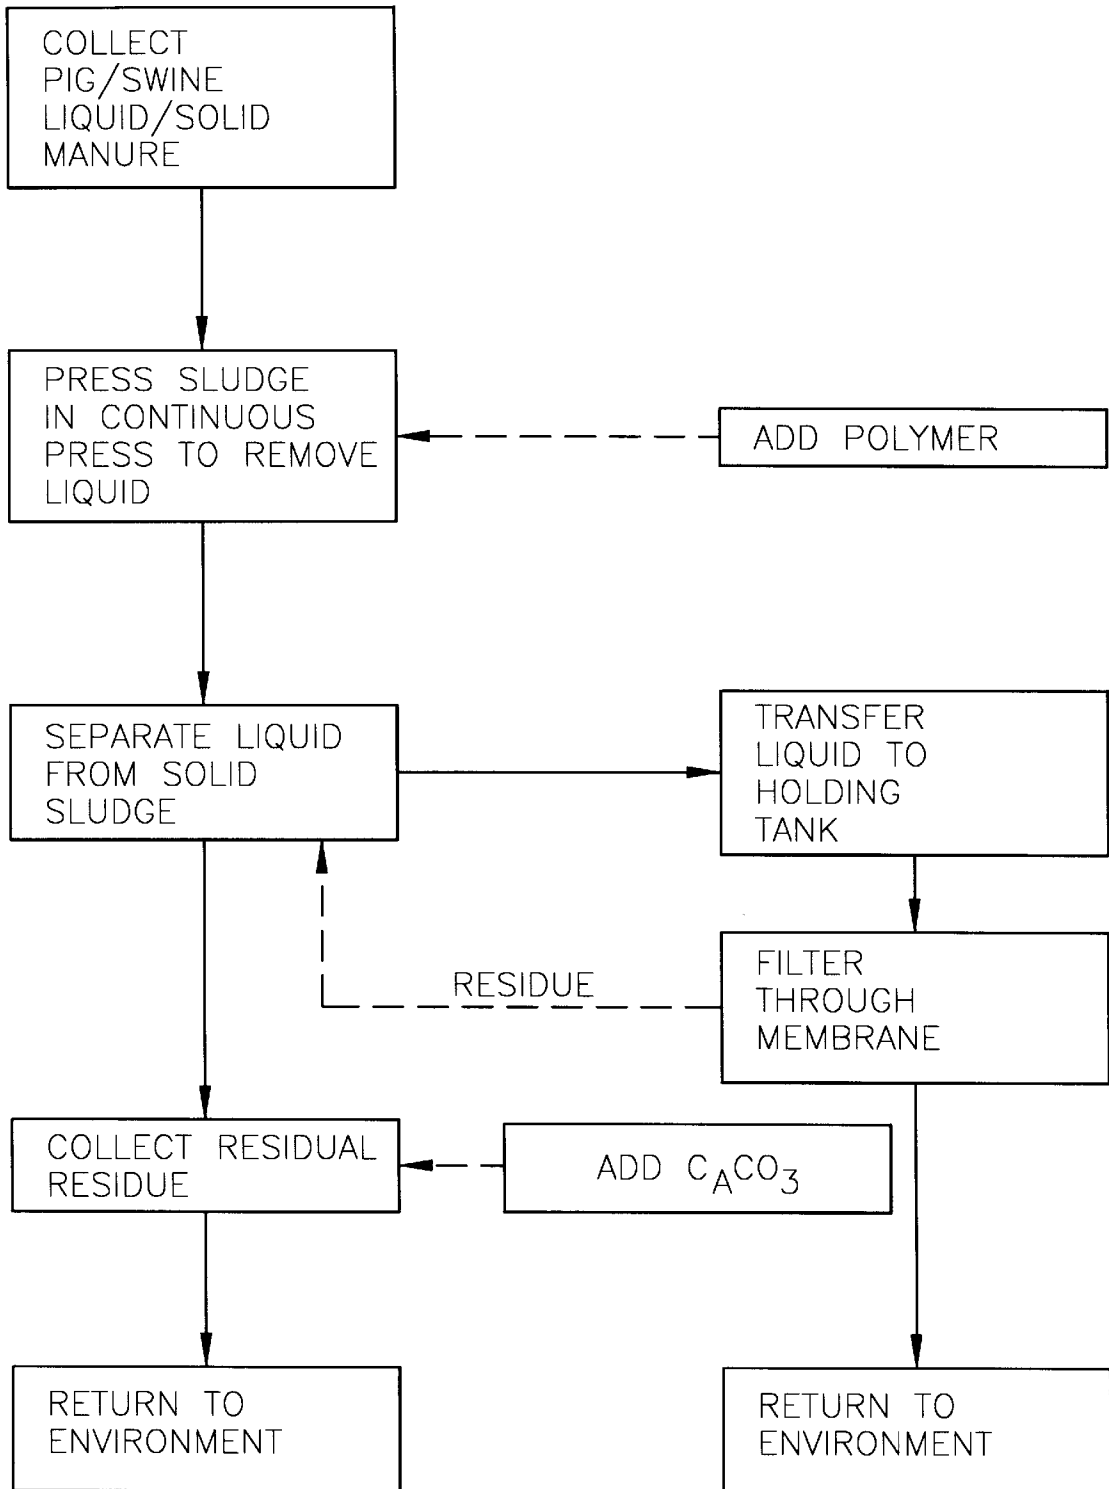 COLLECT
PIG/SWINE
LIQUID/SOLID
MANURE
PRESS SLUDGE
IN CONTINUOUS
PRESS TO REMOVE
LIQUID
ADD POLYMER
SEPARATE LIQUID
FROM SOLID
SLUDGE
TRANSFER
LIQUID TO
HOLDING
TANK
RESIDUE
FILTER
THROUGH
MEMBRANE
COLLECT RESIDUAL
RESIDUE
ADD CACO3
RETURN TO
ENVIRONMENT
RETURN TO
ENVIRONMENT